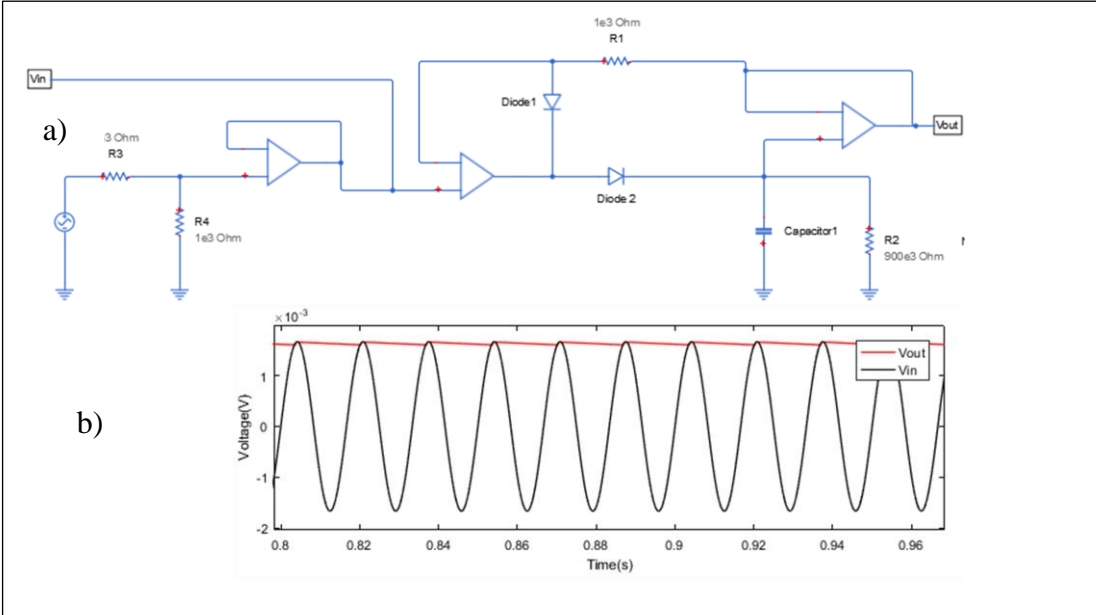 1e3 Ohm
R1
Vin
Diode1
a)
3 Ohm
R3
Vout
Diode 2
R4
1e3 Ohm
Capacitor1
R2
900e3 Ohm
×10⁻³
Vout
Vin
1
0
-1
-2
Voltage(V)
b)
0.8
0.82
0.84
0.86
0.88
0.9
0.92
0.94
0.96
Time(s)